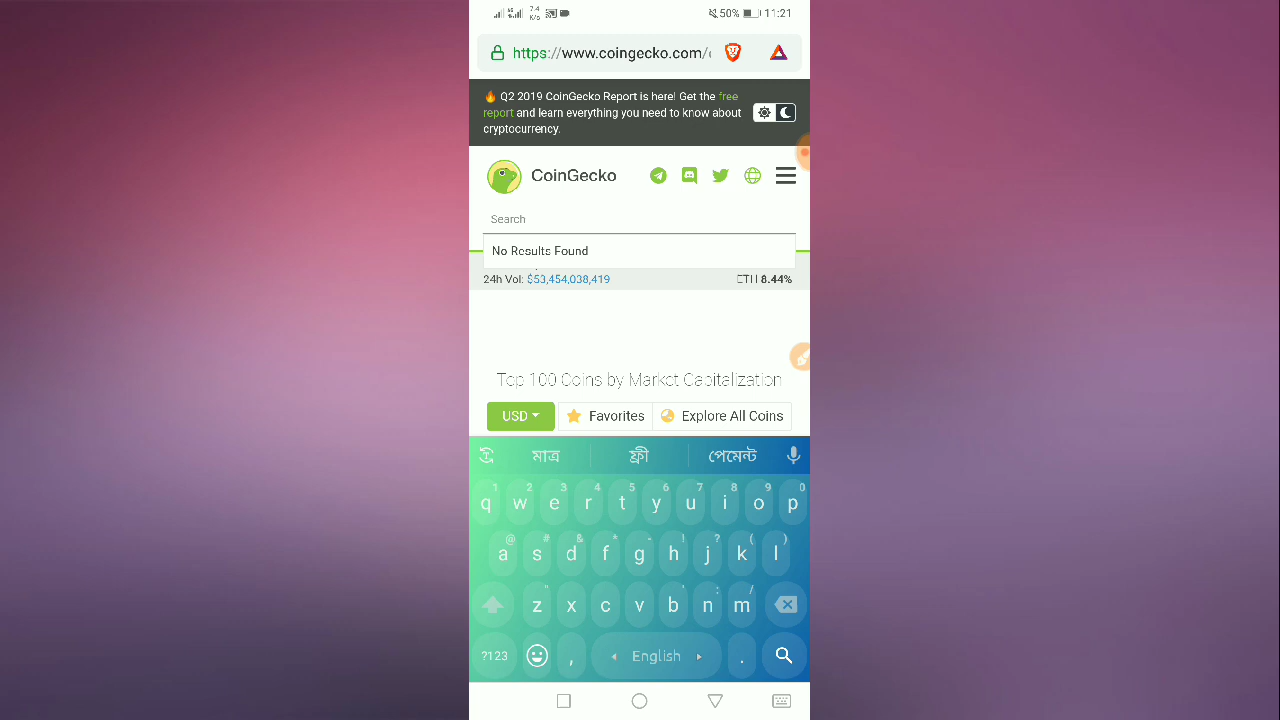 7.4
K/s
50% 11:21
https://www.coingecko.com/
Q2 2019 CoinGecko Report is here! Get the free
report and learn everything you need to know about
cryptocurrency.
CoinGecko
Search
No Results Found
24h Vol: $53,454,038,419 ETH 8.44%
Top 100 Coins by Market Capitalization
USD Favorites Explore All Coins
মাত্র ফ্রী পেমেন্ট
1 2 3 4 5 6 7 8 9 0
q w e r t y u i o p
@ # & * - ! ? ( )
a s d f g h j k l
" ' : /
z x c v b n m
?123 , English .